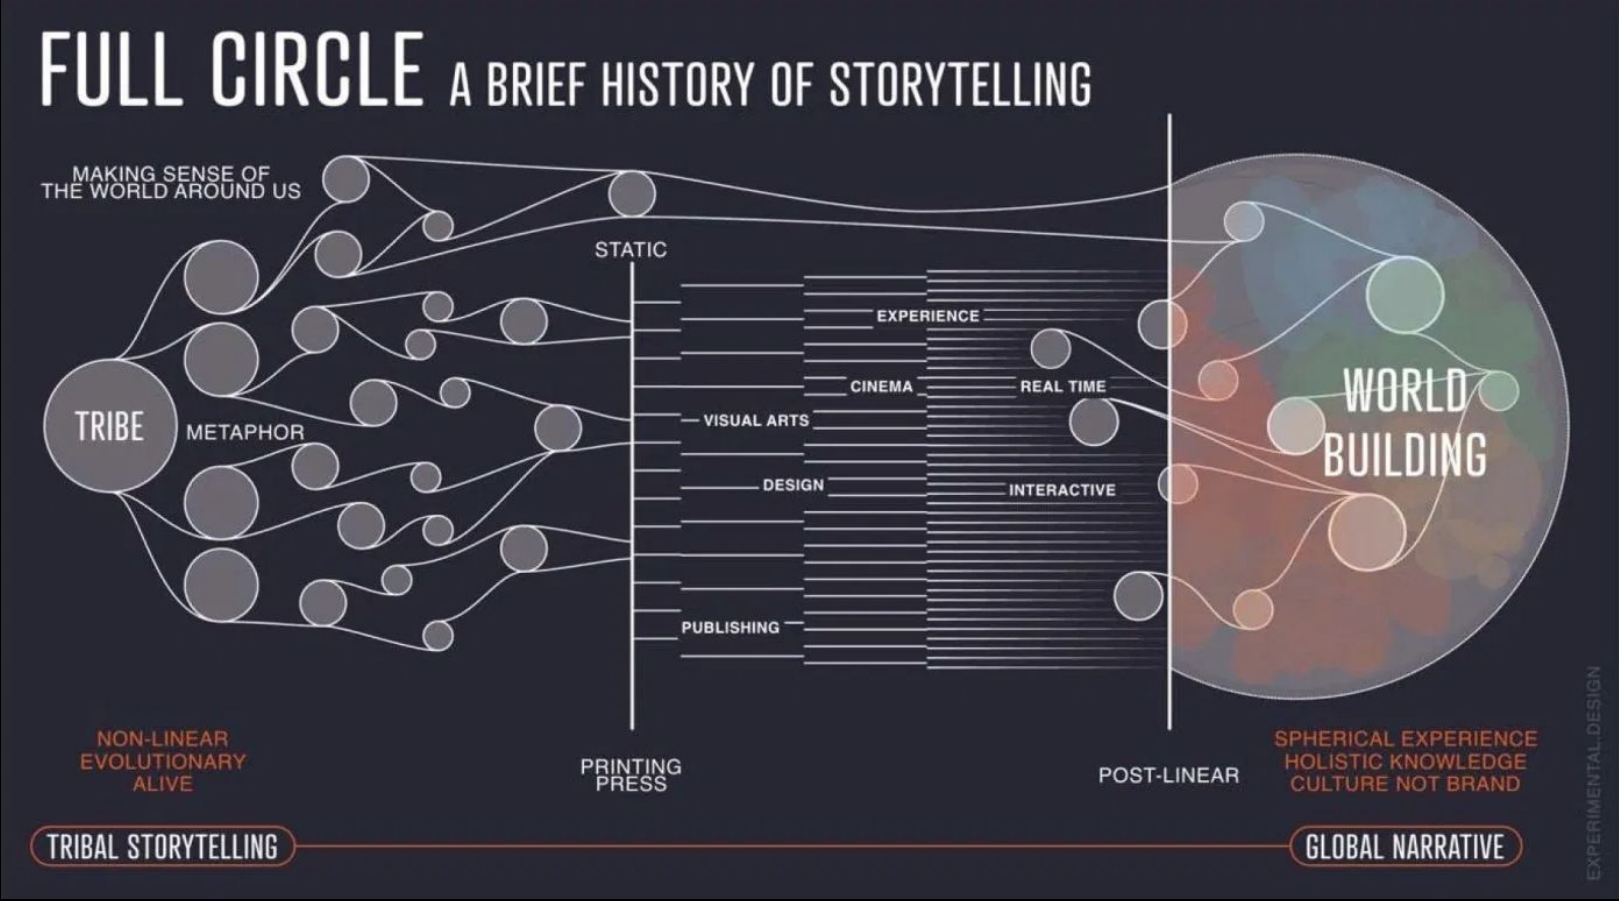 FULL CIRCLE A BRIEF HISTORY OF STORYTELLING
MAKING SENSE OF
THE WORLD AROUND US
TRIBE
METAPHOR
STATIC
EXPERIENCE
CINEMA
REAL TIME
VISUAL ARTS
DESIGN
INTERACTIVE
PUBLISHING
WORLD
BUILDING
NON-LINEAR
EVOLUTIONARY
ALIVE
PRINTING
PRESS
POST-LINEAR
SPHERICAL EXPERIENCE
HOLISTIC KNOWLEDGE
CULTURE NOT BRAND
TRIBAL STORYTELLING
GLOBAL NARRATIVE
EXPERIMENTAL.DESIGN